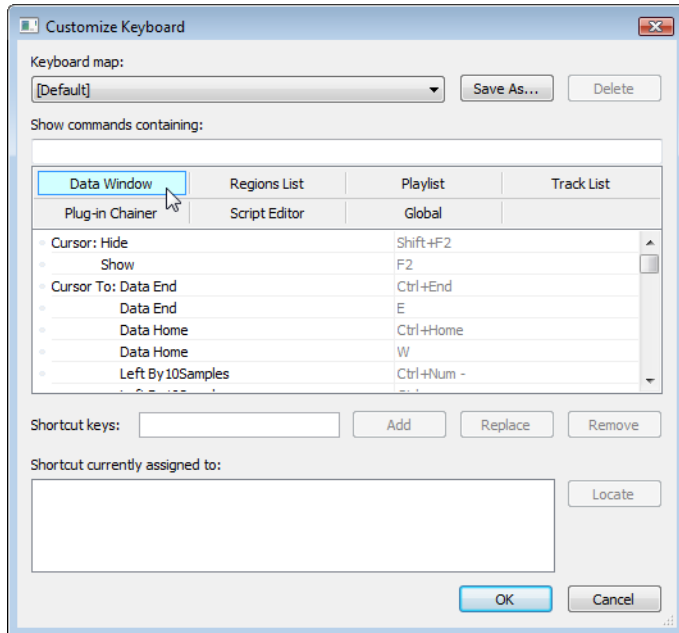 Customize Keyboard
Keyboard map:
[Default] Save As... Delete
Show commands containing:
Data Window Regions List Playlist Track List
Plug-in Chainer Script Editor Global
Cursor: Hide Shift+F2
Show F2
Cursor To: Data End Ctrl+End
Data End E
Data Home Ctrl+Home
Data Home W
Left By 10Samples Ctrl+Num -
Shortcut keys: Add Replace Remove
Shortcut currently assigned to:
Locate
OK Cancel